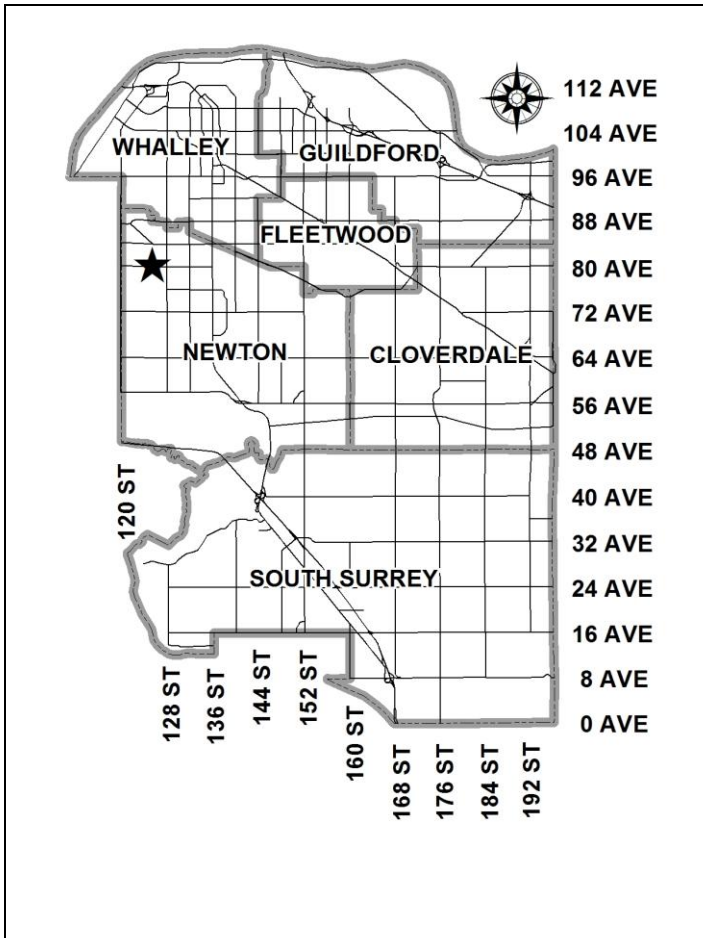 112 AVE
104 AVE
WHALLEY
GUILDFORD
96 AVE
88 AVE
FLEETWOOD
80 AVE
72 AVE
NEWTON
CLOVERDALE
64 AVE
56 AVE
48 AVE
120 ST
40 AVE
32 AVE
SOUTH SURREY
24 AVE
16 AVE
8 AVE
128 ST
136 ST
144 ST
152 ST
160 ST
0 AVE
168 ST
176 ST
184 ST
192 ST